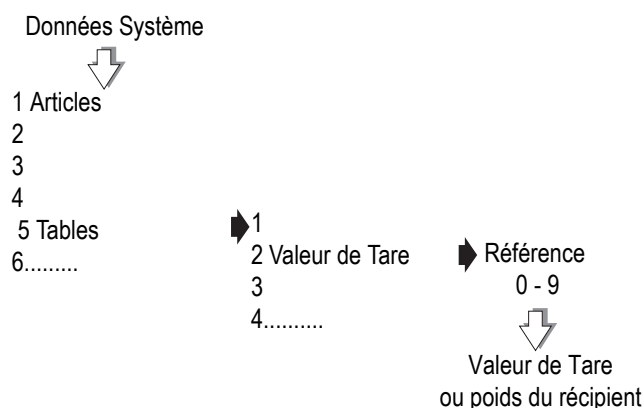 Données Système
1 Articles
2
3
4
5 Tables
6.........
1
2 Valeur de Tare
3
4..........
Référence
0 - 9
Valeur de Tare
ou poids du récipient